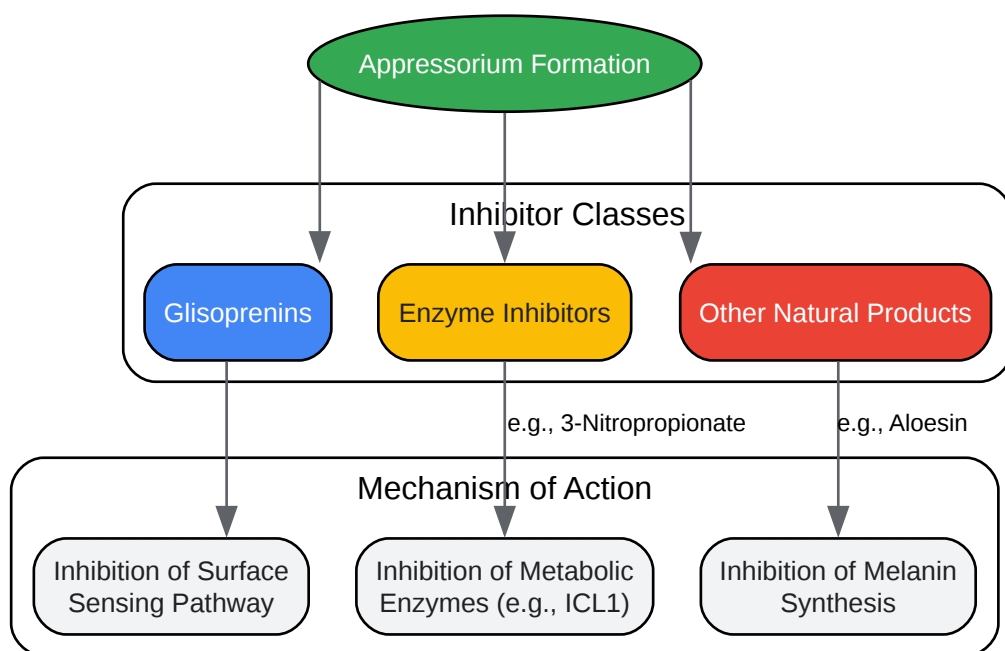 Appressorium Formation
Inhibitor Classes
Glisoprenins
Enzyme Inhibitors
Other Natural Products
e.g., 3-Nitropropionate
e.g., Aloesin
Mechanism of Action
Inhibition of Surface
Sensing Pathway
Inhibition of Metabolic
Enzymes (e.g., ICL1)
Inhibition of Melanin
Synthesis